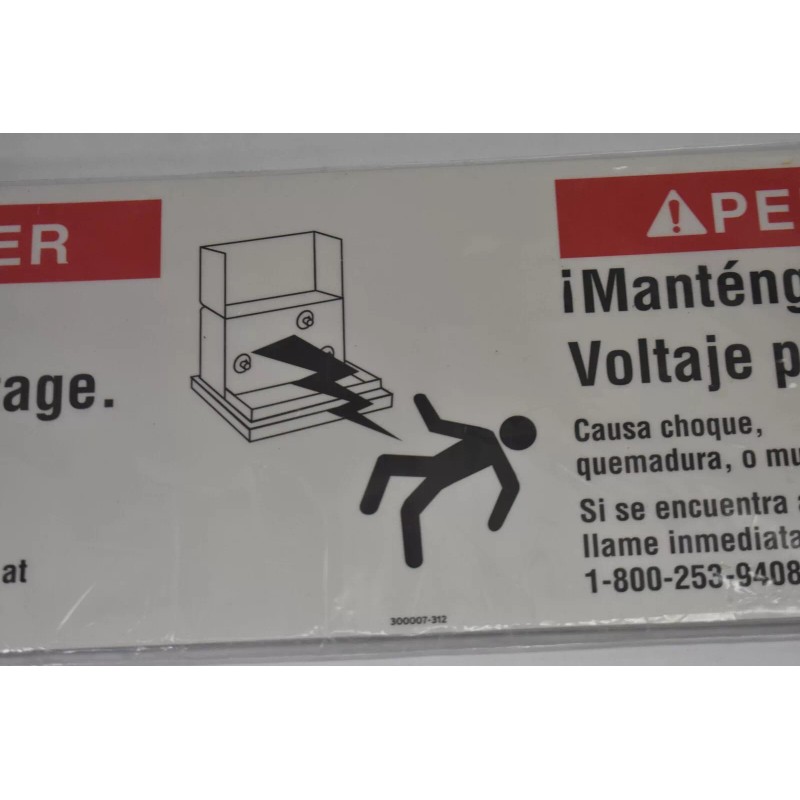 ER
age.
at
300007-312
PE
¡Manténg
Voltaje p
Causa choque,
quemadura, o mu
Si se encuentra a
llame inmediata
1-800-253-9408